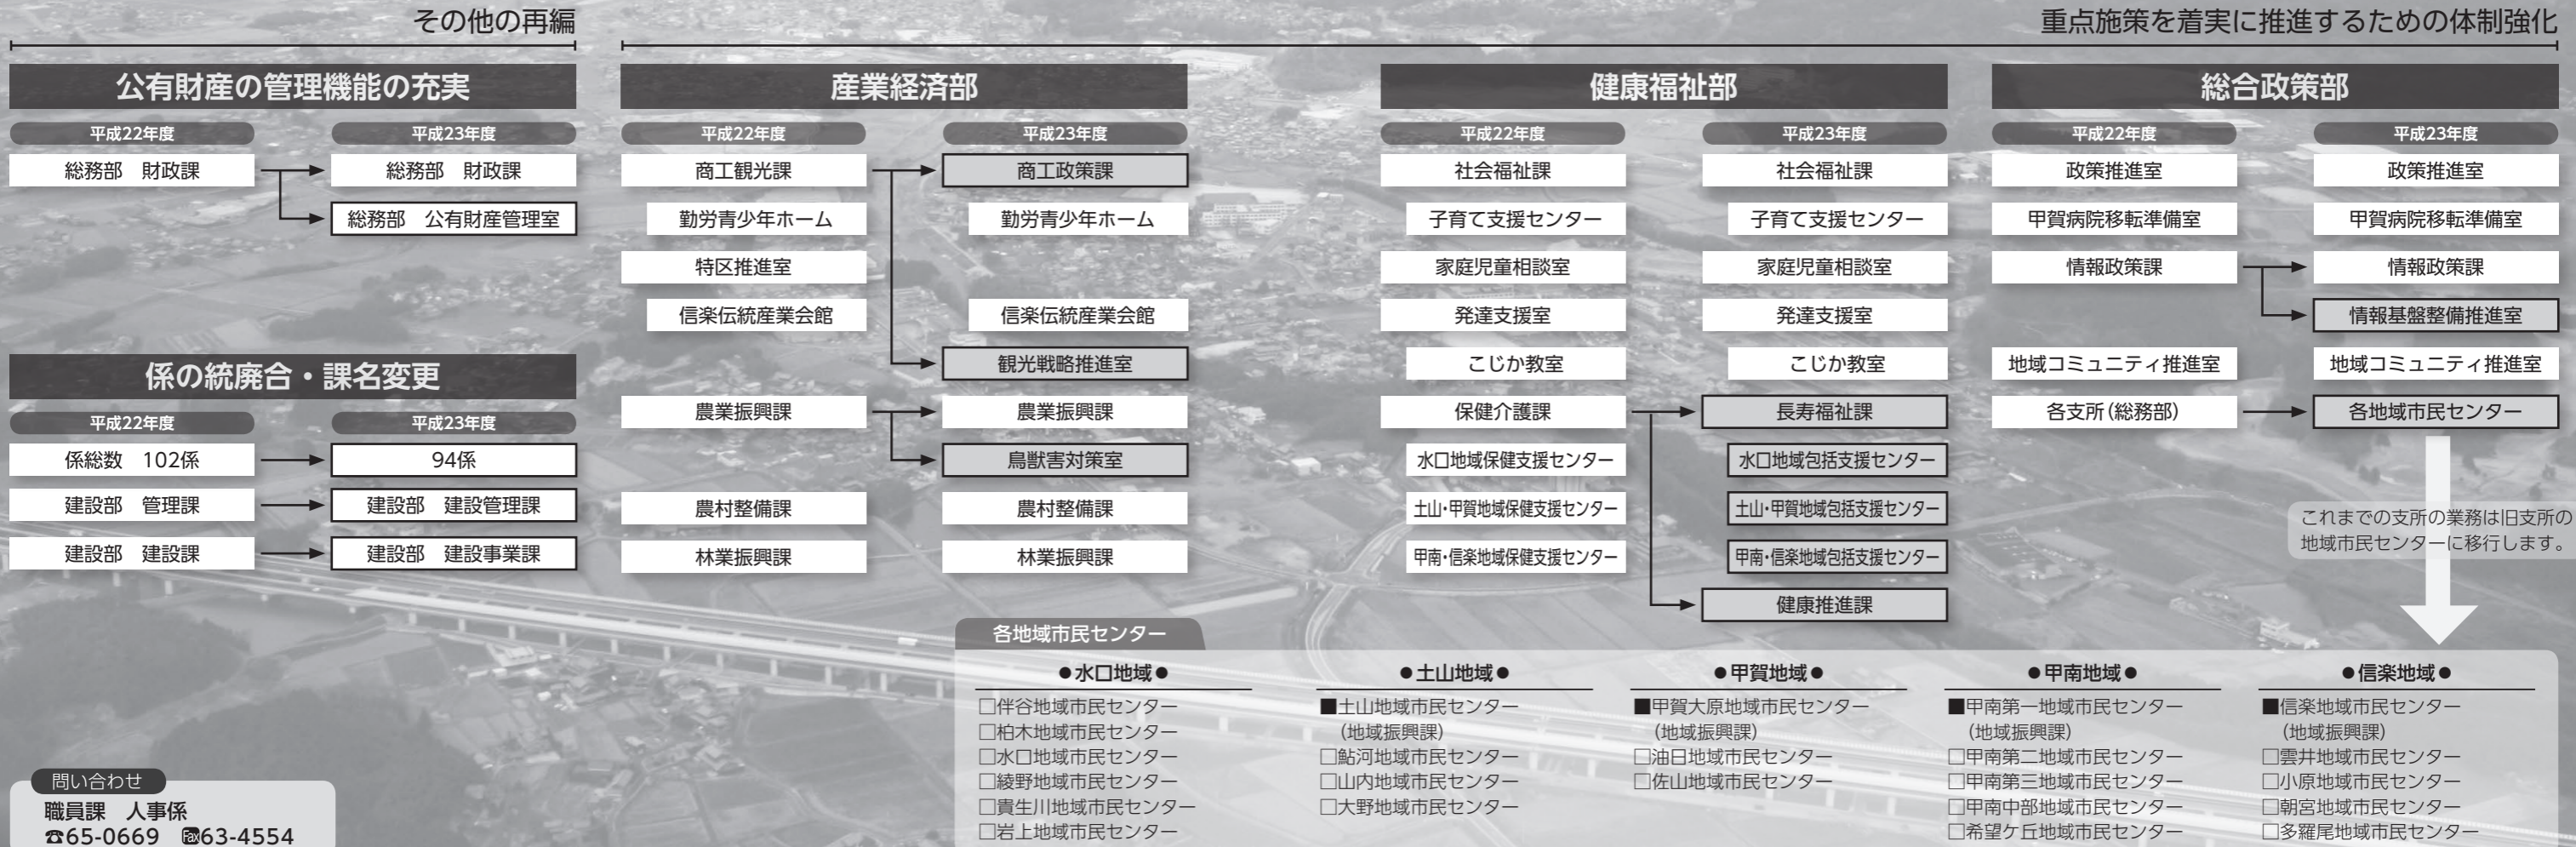 重点施策を着実に推進するための体制強化
総合政策部
平成22年度　平成23年度
政策推進室　政策推進室
甲賀病院移転準備室　甲賀病院移転準備室
情報政策課　情報政策課
情報基盤整備推進室
地域コミュニティ推進室　地域コミュニティ推進室
各支所(総務部)　各地域市民センター
これまでの支所の業務は旧支所の
地域市民センターに移行します。
健康福祉部
平成22年度　平成23年度
社会福祉課　社会福祉課
子育て支援センター　子育て支援センター
家庭児童相談室　家庭児童相談室
発達支援室　発達支援室
こじか教室　こじか教室
保健介護課　長寿福祉課
水口地域保健支援センター　水口地域包括支援センター
土山・甲賀地域保健支援センター　土山・甲賀地域包括支援センター
甲南・信楽地域保健支援センター　甲南・信楽地域包括支援センター
健康推進課
産業経済部
平成22年度　平成23年度
商工観光課　商工政策課
勤労青少年ホーム　勤労青少年ホーム
特区推進室
信楽伝統産業会館　信楽伝統産業会館
観光戦略推進室
農業振興課　農業振興課
鳥獣害対策室
農村整備課　農村整備課
林業振興課　林業振興課
その他の再編
公有財産の管理機能の充実
平成22年度　平成23年度
総務部　財政課　総務部　財政課
総務部　公有財産管理室
係の統廃合・課名変更
平成22年度　平成23年度
係総数　102係　94係
建設部　管理課　建設部　建設管理課
建設部　建設課　建設部　建設事業課
各地域市民センター
●水口地域●
□伴谷地域市民センター
□柏木地域市民センター
□水口地域市民センター
□綾野地域市民センター
□貴生川地域市民センター
□岩上地域市民センター
●土山地域●
■土山地域市民センター
(地域振興課)
□鮎河地域市民センター
□山内地域市民センター
□大野地域市民センター
●甲賀地域●
■甲賀大原地域市民センター
(地域振興課)
□油日地域市民センター
□佐山地域市民センター
●甲南地域●
■甲南第一地域市民センター
(地域振興課)
□甲南第二地域市民センター
□甲南第三地域市民センター
□甲南中部地域市民センター
□希望ケ丘地域市民センター
●信楽地域●
■信楽地域市民センター
(地域振興課)
□雲井地域市民センター
□小原地域市民センター
□朝宮地域市民センター
□多羅尾地域市民センター
問い合わせ
職員課　人事係
☎65-0669　Fax63-4554